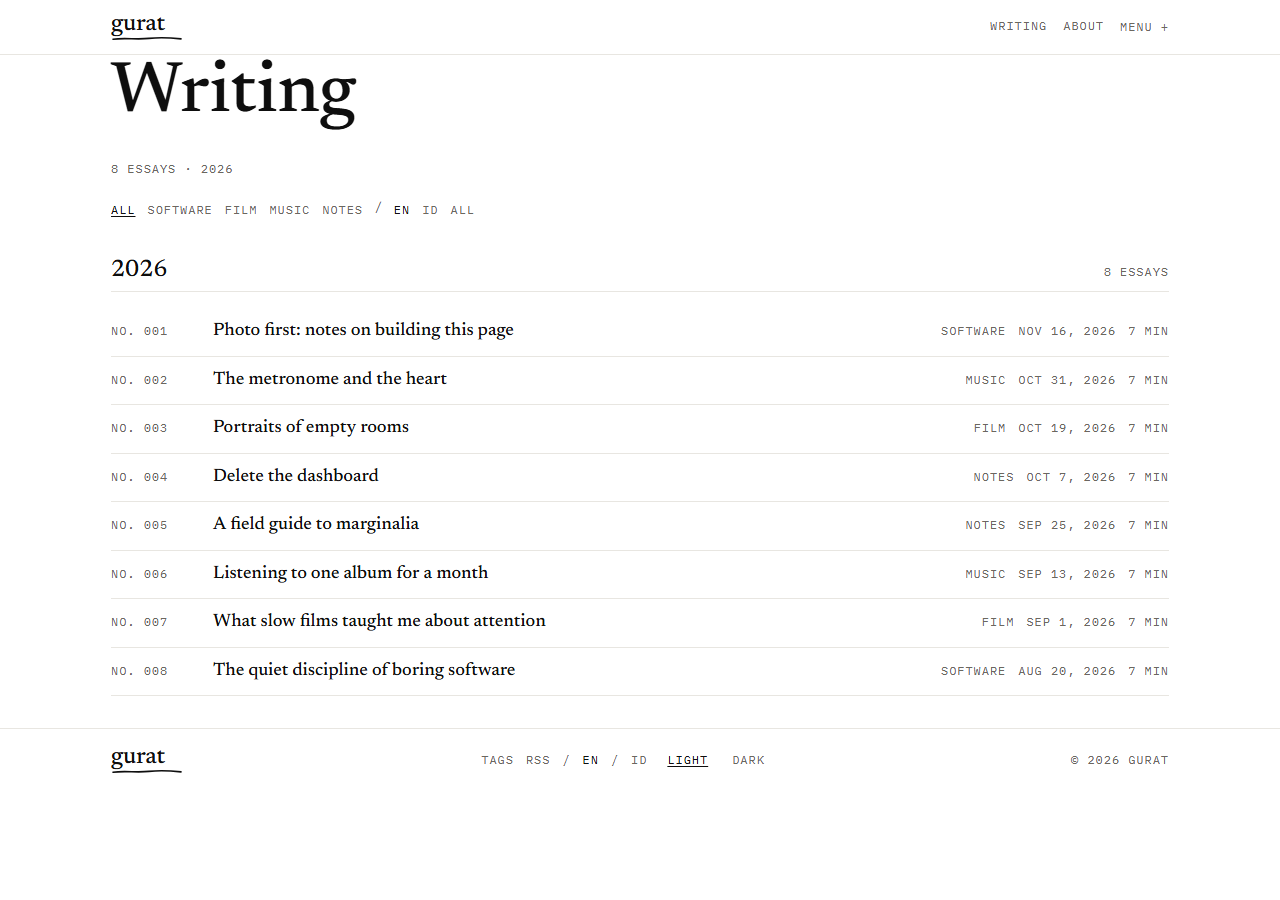 gurat WRITING ABOUT MENU +
Writing
8 ESSAYS · 2026
ALL SOFTWARE FILM MUSIC NOTES / EN ID ALL
2026 8 ESSAYS
NO. 001 Photo first: notes on building this page SOFTWARE NOV 16, 2026 7 MIN
NO. 002 The metronome and the heart MUSIC OCT 31, 2026 7 MIN
NO. 003 Portraits of empty rooms FILM OCT 19, 2026 7 MIN
NO. 004 Delete the dashboard NOTES OCT 7, 2026 7 MIN
NO. 005 A field guide to marginalia NOTES SEP 25, 2026 7 MIN
NO. 006 Listening to one album for a month MUSIC SEP 13, 2026 7 MIN
NO. 007 What slow films taught me about attention FILM SEP 1, 2026 7 MIN
NO. 008 The quiet discipline of boring software SOFTWARE AUG 20, 2026 7 MIN
gurat TAGS RSS / EN / ID LIGHT DARK © 2026 GURAT